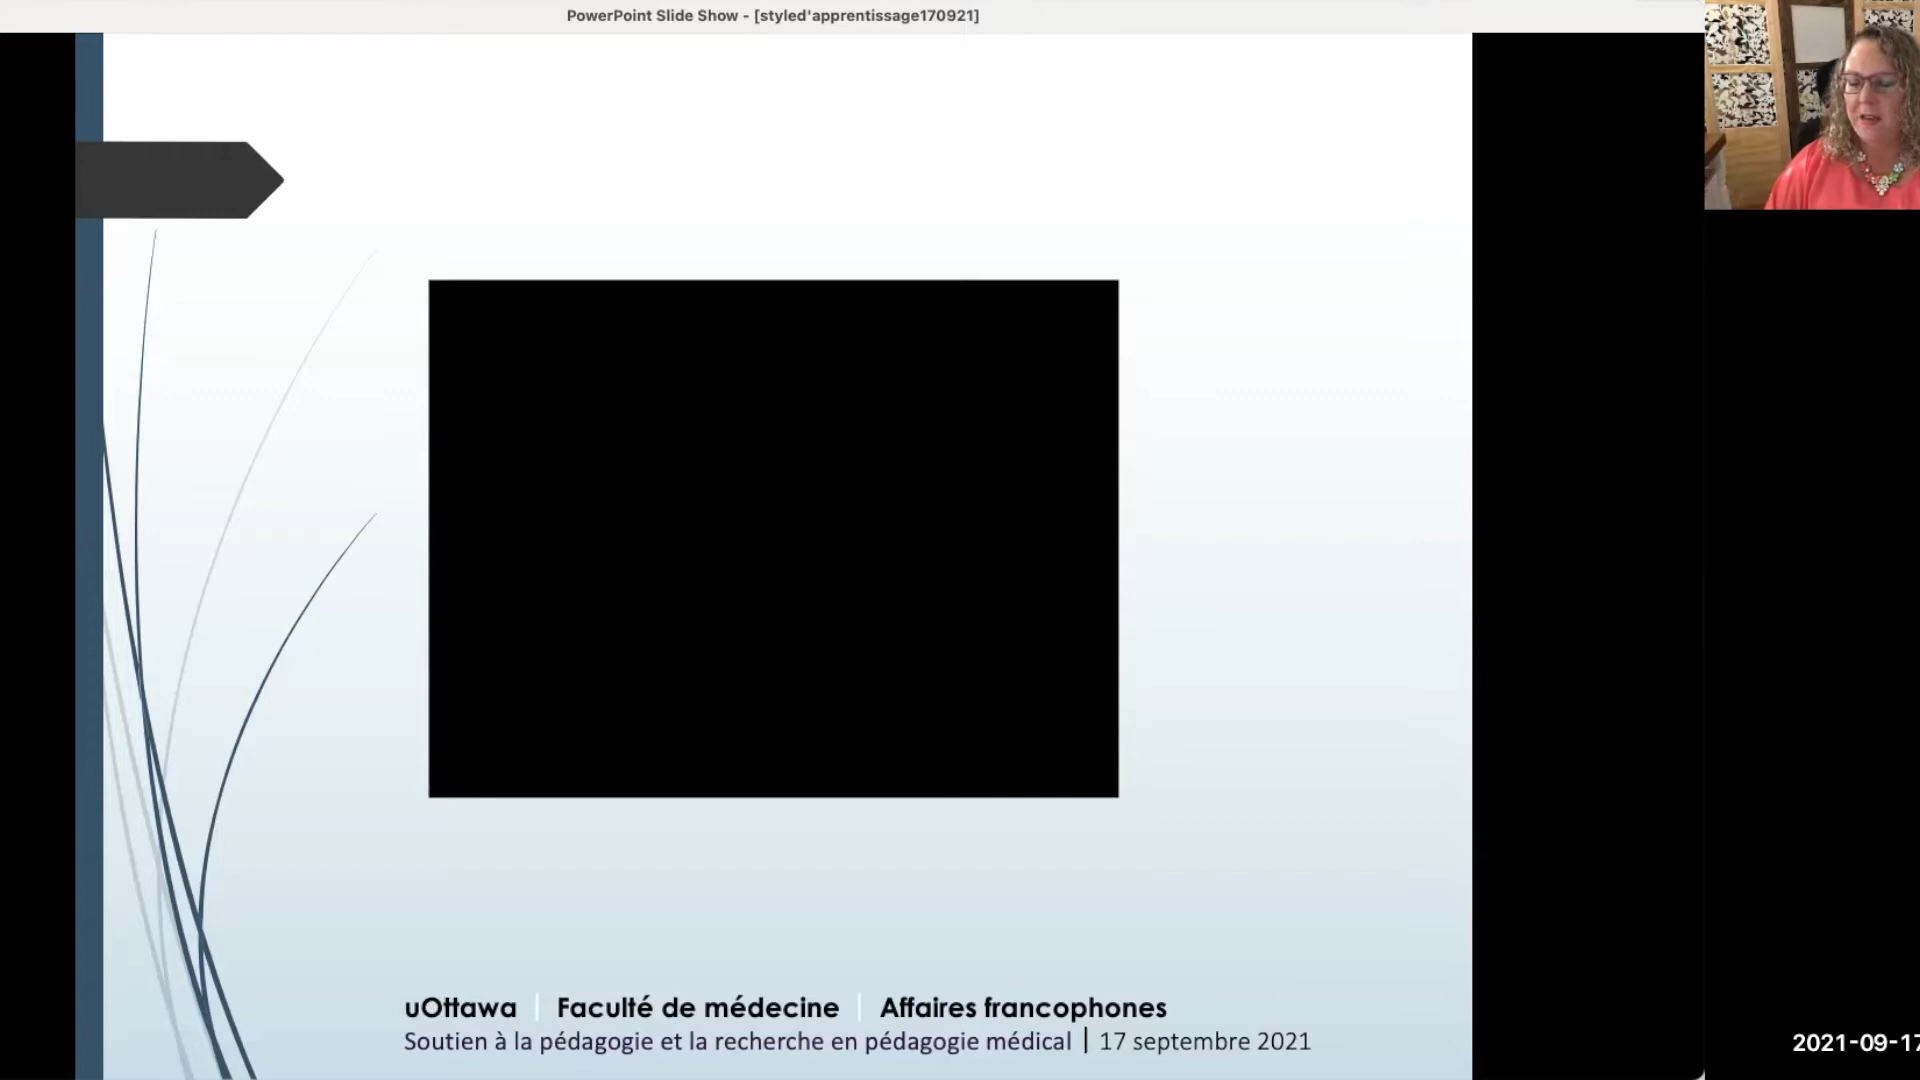 PowerPoint Slide Show - [styled'apprentissage170921]
uOttawa | Faculté de médecine | Affaires francophones
Soutien à la pédagogie et la recherche en pédagogie médical | 17 septembre 2021
2021-09-17